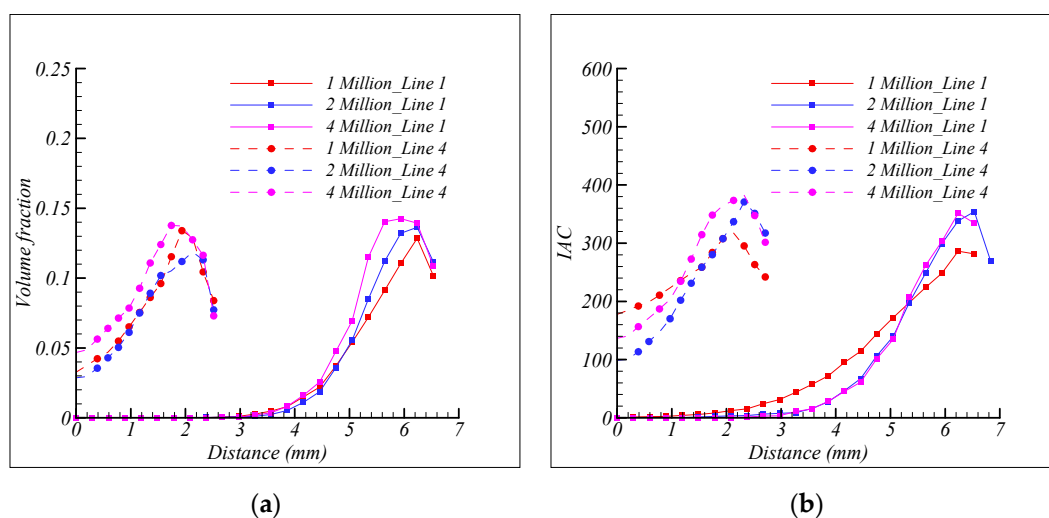 0.25
0.2
0.15
0.1
0.05
0
Volume fraction
1 Million_Line 1
2 Million_Line 1
4 Million_Line 1
1 Million_Line 4
2 Million_Line 4
4 Million_Line 4
0 1 2 3 4 5 6 7
Distance (mm)
(a)
600
500
400
300
200
100
0
IAC
1 Million_Line 1
2 Million_Line 1
4 Million_Line 1
1 Million_Line 4
2 Million_Line 4
4 Million_Line 4
0 1 2 3 4 5 6 7
Distance (mm)
(b)